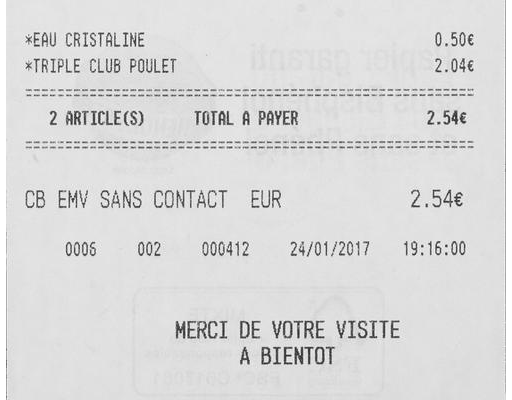 *EAU CRISTALINE 0.50€
*TRIPLE CLUB POULET 2.04€
==============================================
2 ARTICLE(S) TOTAL A PAYER 2.54€
==============================================
CB EMV SANS CONTACT EUR 2.54€
0006 002 000412 24/01/2017 19:16:00
MERCI DE VOTRE VISITE
A BIENTOT